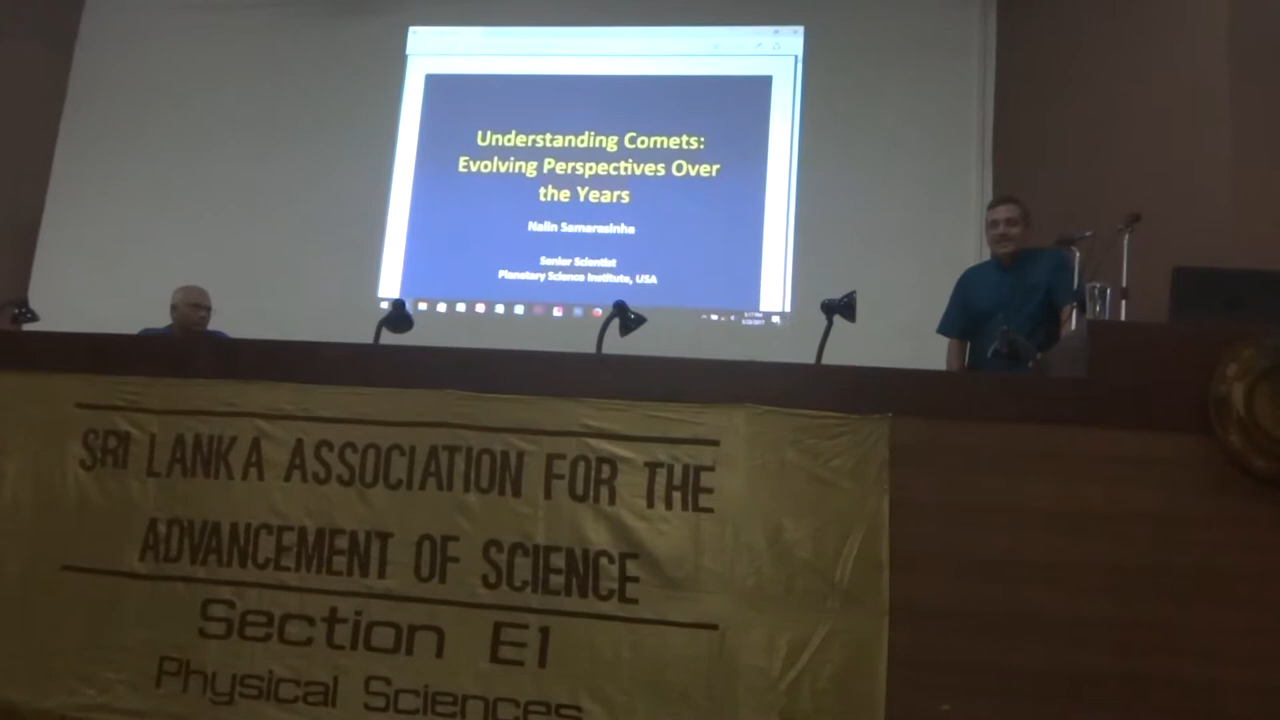 Understanding Comets:
Evolving Perspectives Over
the Years
Nalin Samarasinha
Senior Scientist
Planetary Science Institute, USA
SRI LANKA ASSOCIATION FOR THE
ADVANCEMENT OF SCIENCE
Section E1
Physical Sciences